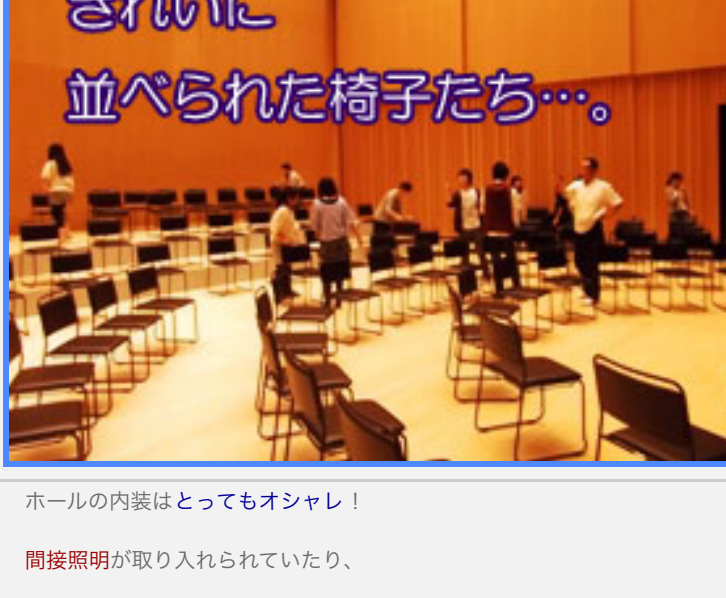 きれいに
並べられた椅子たち…。
ホールの内装はとってもオシャレ！
間接照明が取り入れられていたり、